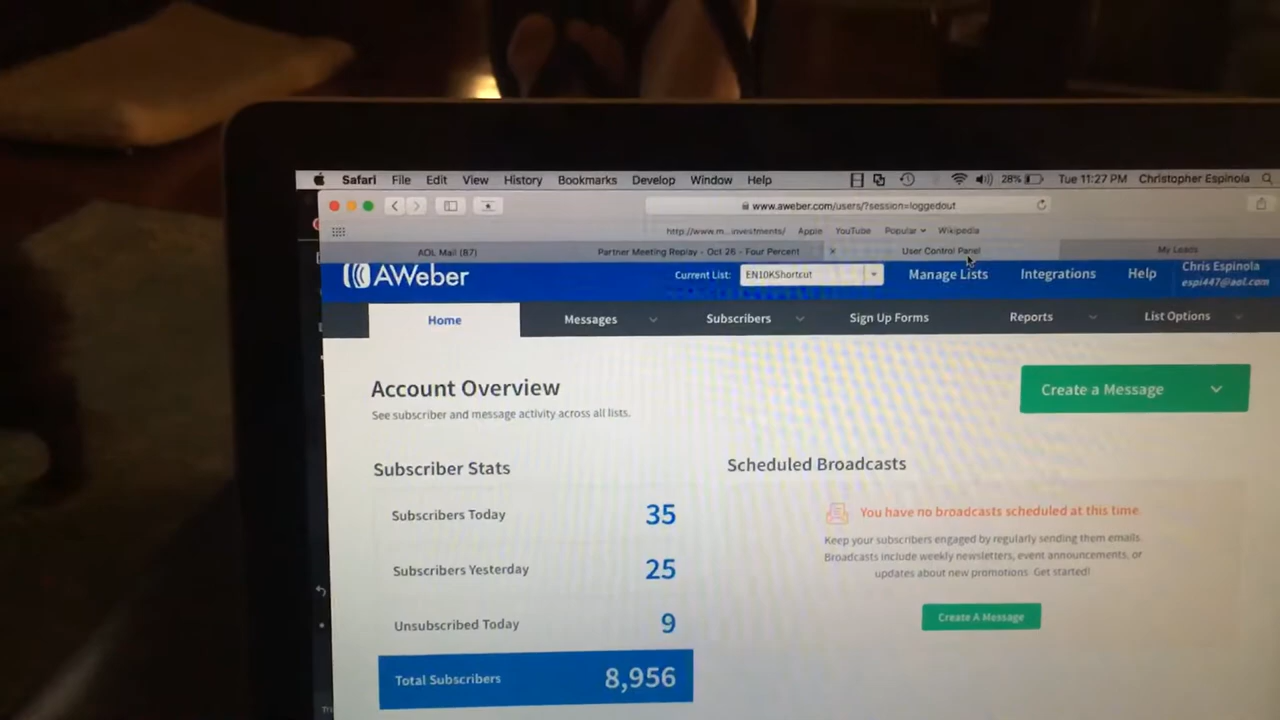 Safari File Edit View History Bookmarks Develop Window Help 28% Tue 11:27 PM Christopher Espinola
www.aweber.com/users/?session=loggedout
http://www.m...investments/ Apple YouTube Popular Wikipedia
AOL Mail (87) Partner Meeting Replay - Oct 26 - Four Percent User Control Panel My Leads
AWeber Current List: EN10KShortcut Manage Lists Integrations Help Chris Espinola
espi447@aol.com
Home Messages Subscribers Sign Up Forms Reports List Options
Account Overview
Create a Message
See subscriber and message activity across all lists.
Subscriber Stats
Subscribers Today 35
Subscribers Yesterday 25
Unsubscribed Today 9
Total Subscribers 8,956
Scheduled Broadcasts
You have no broadcasts scheduled at this time.
Keep your subscribers engaged by regularly sending them emails.
Broadcasts include weekly newsletters, event announcements, or
updates about new promotions. Get started!
Create A Message